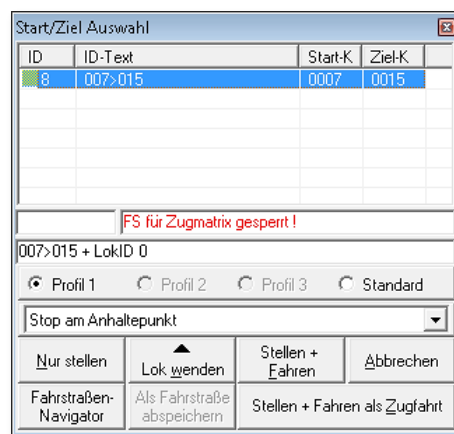 Start/Ziel Auswahl
ID ID-Text Start-K Ziel-K
8 007>015 0007 0015
FS für Zugmatrix gesperrt !
007>015 + LokID 0
Profil 1 Profil 2 Profil 3 Standard
Stop am Anhaltepunkt
Nur stellen
Lok wenden
Stellen +
Fahren
Abbrechen
Fahrstraßen-
Navigator
Als Fahrstraße
abspeichern
Stellen + Fahren als Zugfahrt